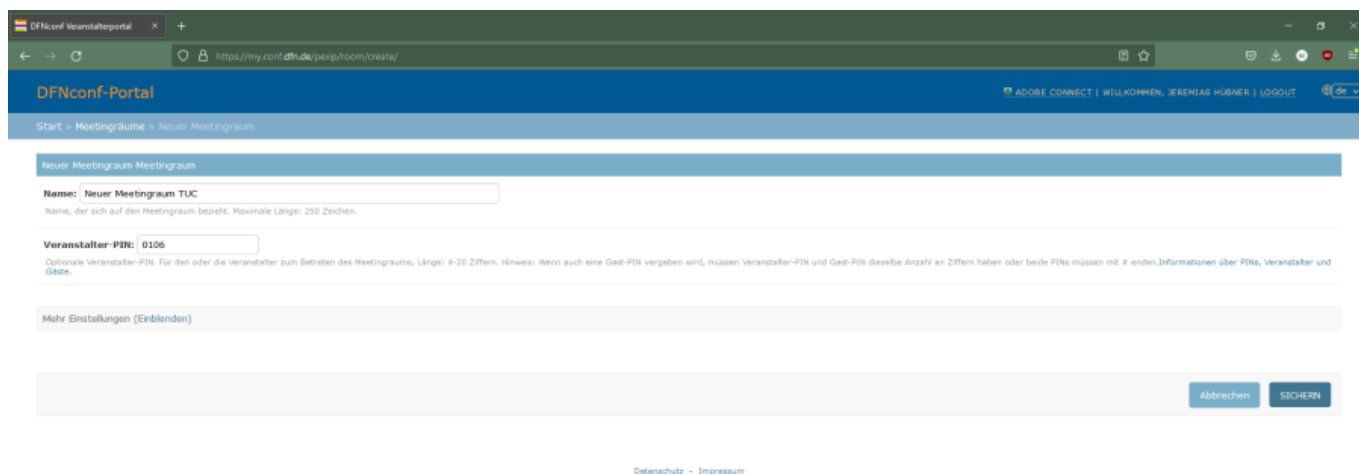 DFNconf Veranstalterportal
https://my.conf.dfn.de/pexip/room/create/
DFNconf-Portal
ADOBE CONNECT | WILLKOMMEN, JEREMIAS HÜBNER | LOGOUT
de
Start » Meetingräume » Neuer Meetingraum
Neuer Meetingraum Meetingraum
Name: Neuer Meetingraum TUC
Name, der sich auf den Meetingraum bezieht. Maximale Länge: 250 Zeichen.
Veranstalter-PIN: 0106
Optionale Veranstalter-PIN. Für den oder die Veranstalter zum Betreten des Meetingraums, Länge: 4-20 Ziffern. Hinweis: Wenn auch eine Gast-PIN vergeben wird, müssen Veranstalter-PIN und Gast-PIN dieselbe Anzahl an Ziffern haben oder beide PINs müssen mit # enden.Informationen über PINs, Veranstalter und
Gäste.
Mehr Einstellungen (Einblenden)
Abbrechen
SICHERN
Datenschutz - Impressum